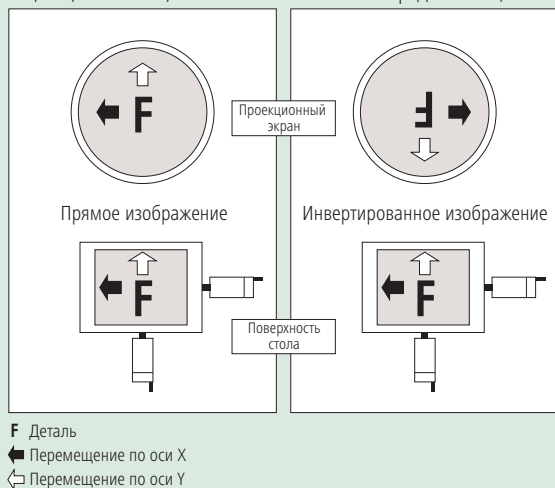 F
F
Проекционный
экран
Прямое изображение
Инвертированное изображение
F
F
Поверхность
стола
F Деталь
Перемещение по оси X
Перемещение по оси Y